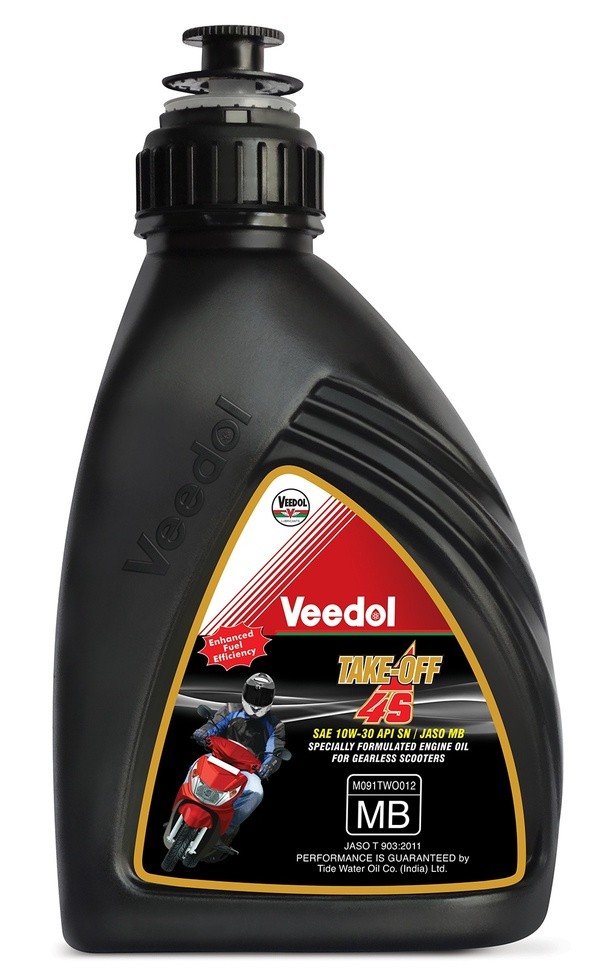 Veedol
VEEDOL
Veedol
Enhanced
Fuel
Efficiency
TAKE-OFF
4S
SAE 10W-30 API SN / JASO MB
SPECIALLY FORMULATED ENGINE OIL
FOR GEARLESS SCOOTERS
M091TWO012
MB
JASO T 903:2011
PERFORMANCE IS GUARANTEED by
Tide Water Oil Co. (India) Ltd.